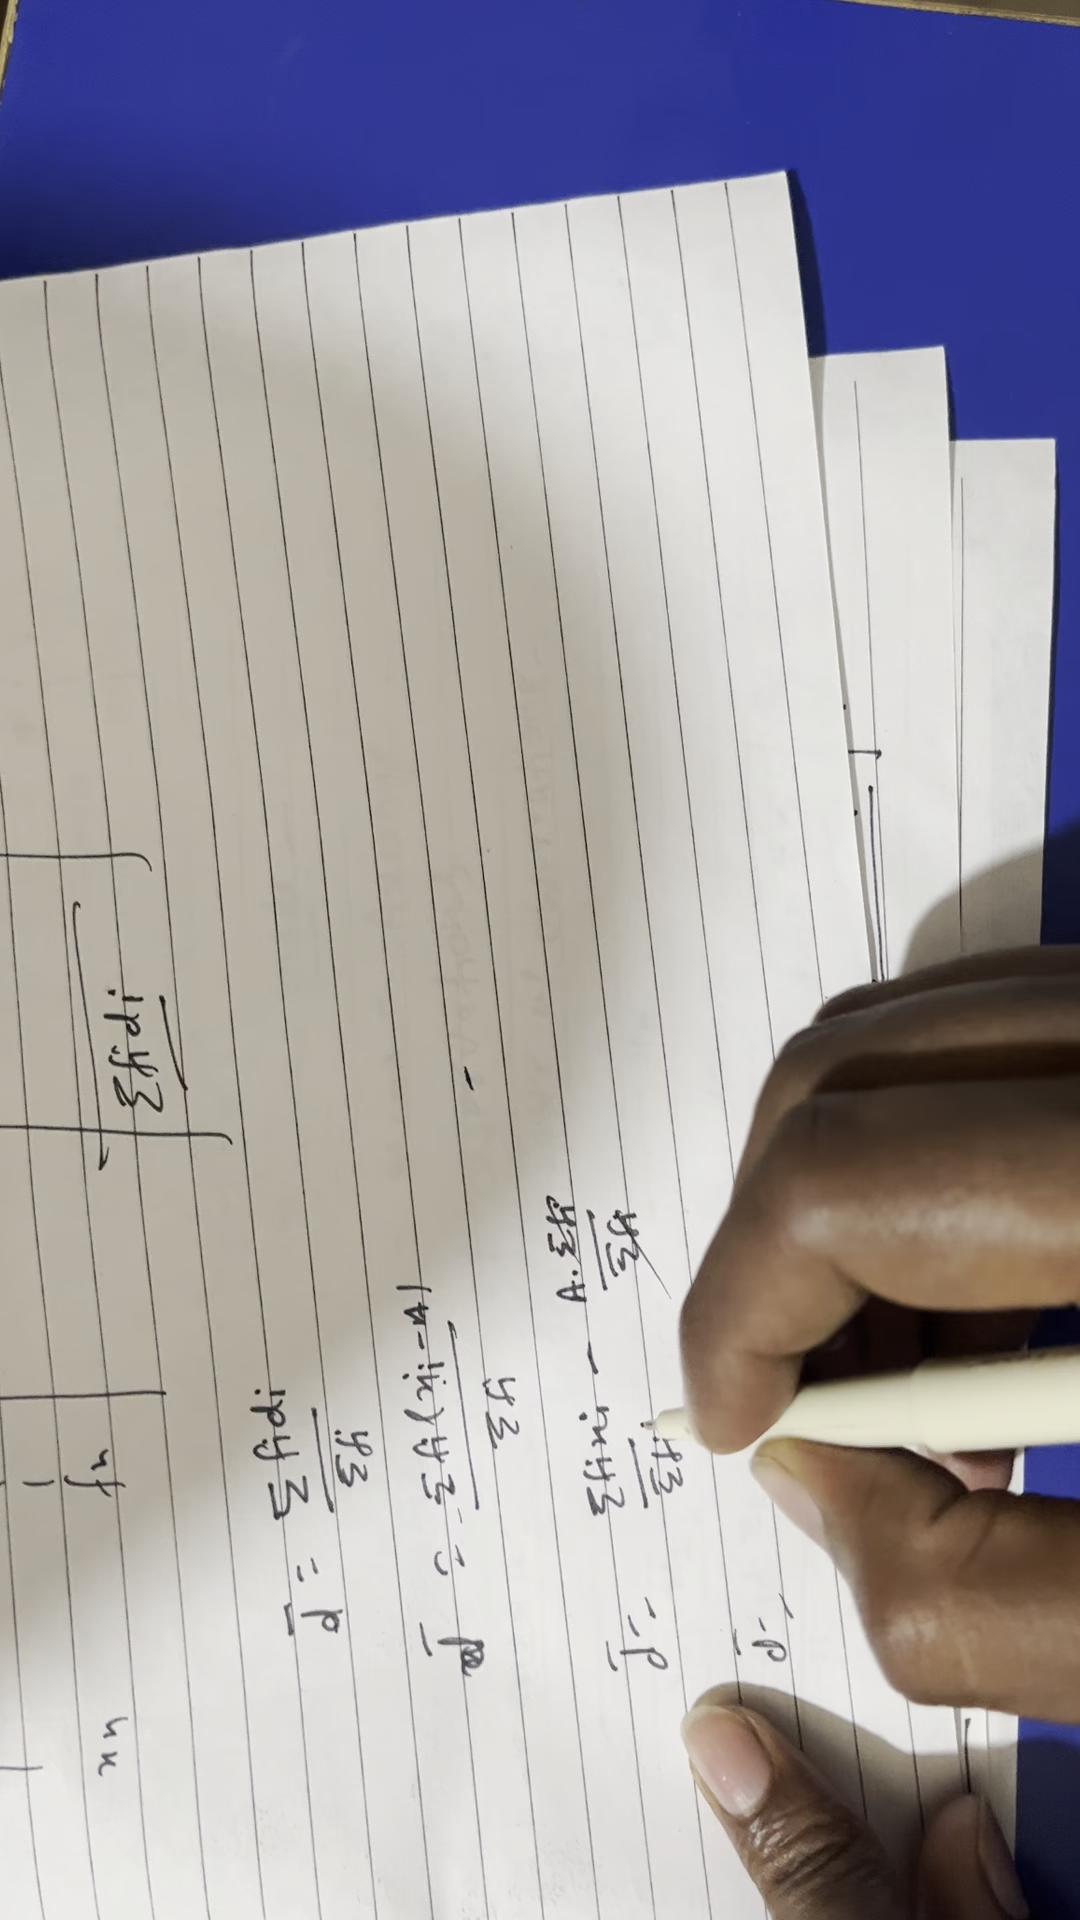 xn fn Σfidi
d̄ = Σfidi / Σfi
d̄ = Σfi(xi-A) / Σfi
d̄ = Σfixi / Σfi - A.Σfi / Σfi
d̄ =